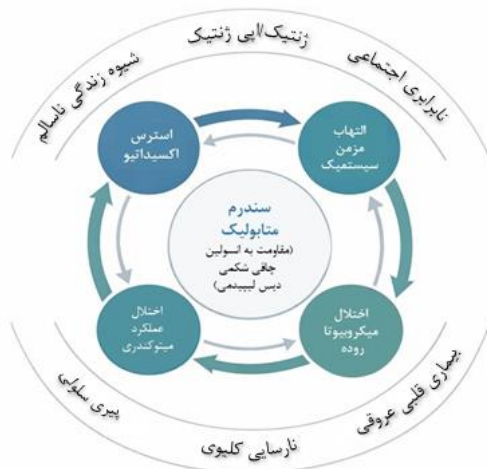 ژنتیک/اپی ژنتیک
نابرابری اجتماعی
شیوه زندگی ناسالم
استرس
اکسیداتیو
التهاب
مزمن
سیستمیک
سندرم
متابولیک
(مقاومت به انسولین
چاقی شکمی
دیس لیپیدمی)
اختلال
عملکرد
میتوکندری
اختلال
میکروبیوتا
روده
پیری سلولی
نارسایی کلیوی
بیماری قلبی عروقی